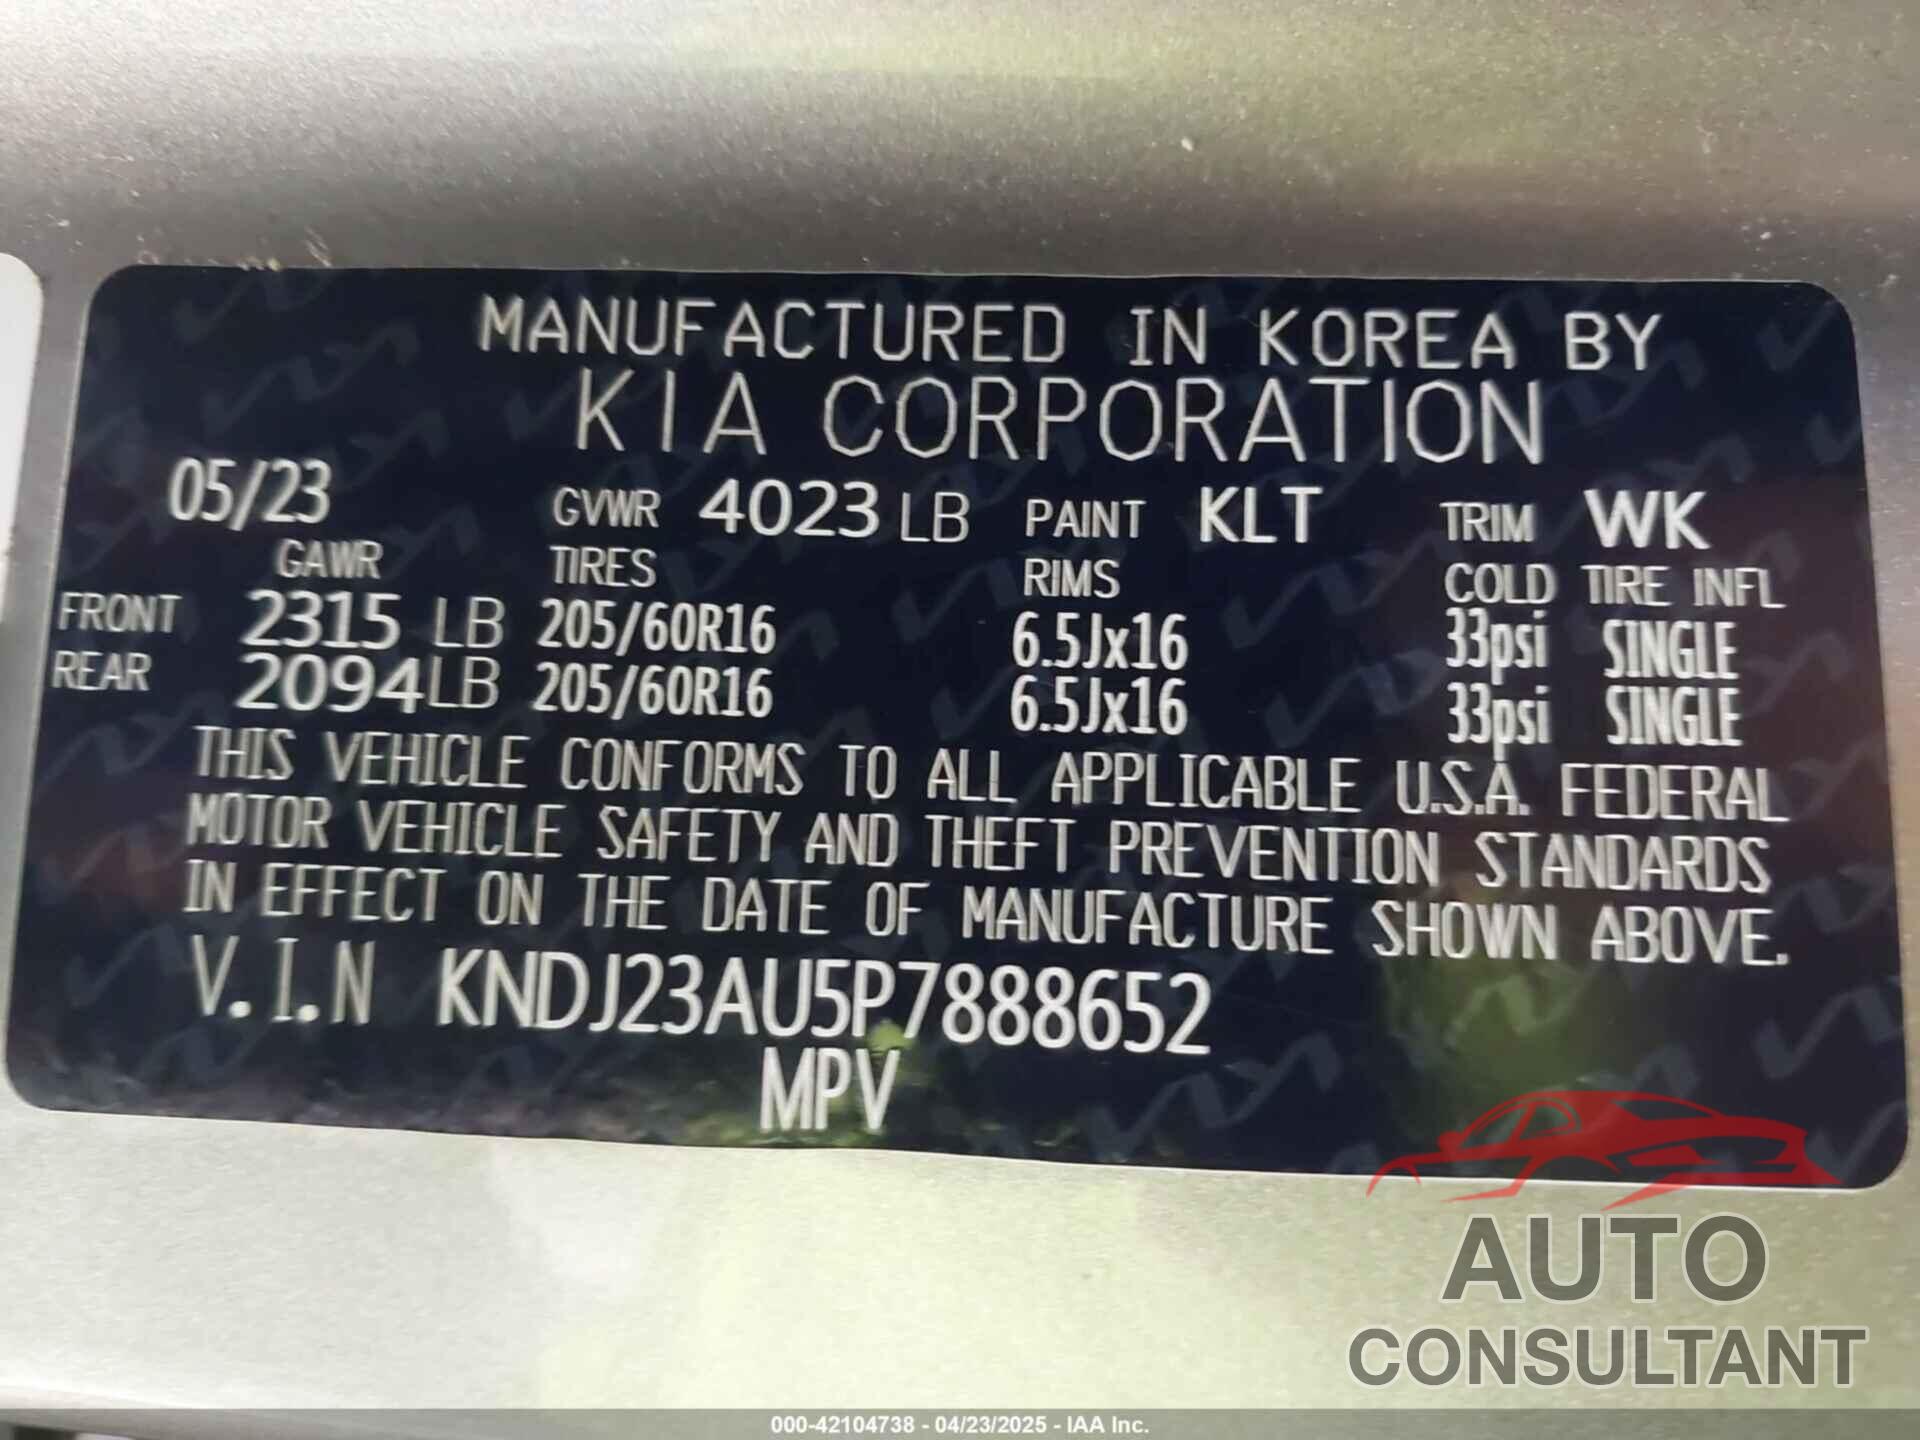 MANUFACTURED IN KOREA BY
KIA CORPORATION
05/23 GVWR 4023 LB PAINT KLT TRIM WK
GAWR TIRES RIMS COLD TIRE INFL
FRONT 2315 LB 205/60R16 6.5Jx16 33psi SINGLE
REAR 2094 LB 205/60R16 6.5Jx16 33psi SINGLE
THIS VEHICLE CONFORMS TO ALL APPLICABLE U.S.A. FEDERAL
MOTOR VEHICLE SAFETY AND THEFT PREVENTION STANDARDS
IN EFFECT ON THE DATE OF MANUFACTURE SHOWN ABOVE.
V.I.N KNDJ23AU5P7888652
MPV
AUTO
CONSULTANT
000-42104738 - 04/23/2025 - IAA Inc.